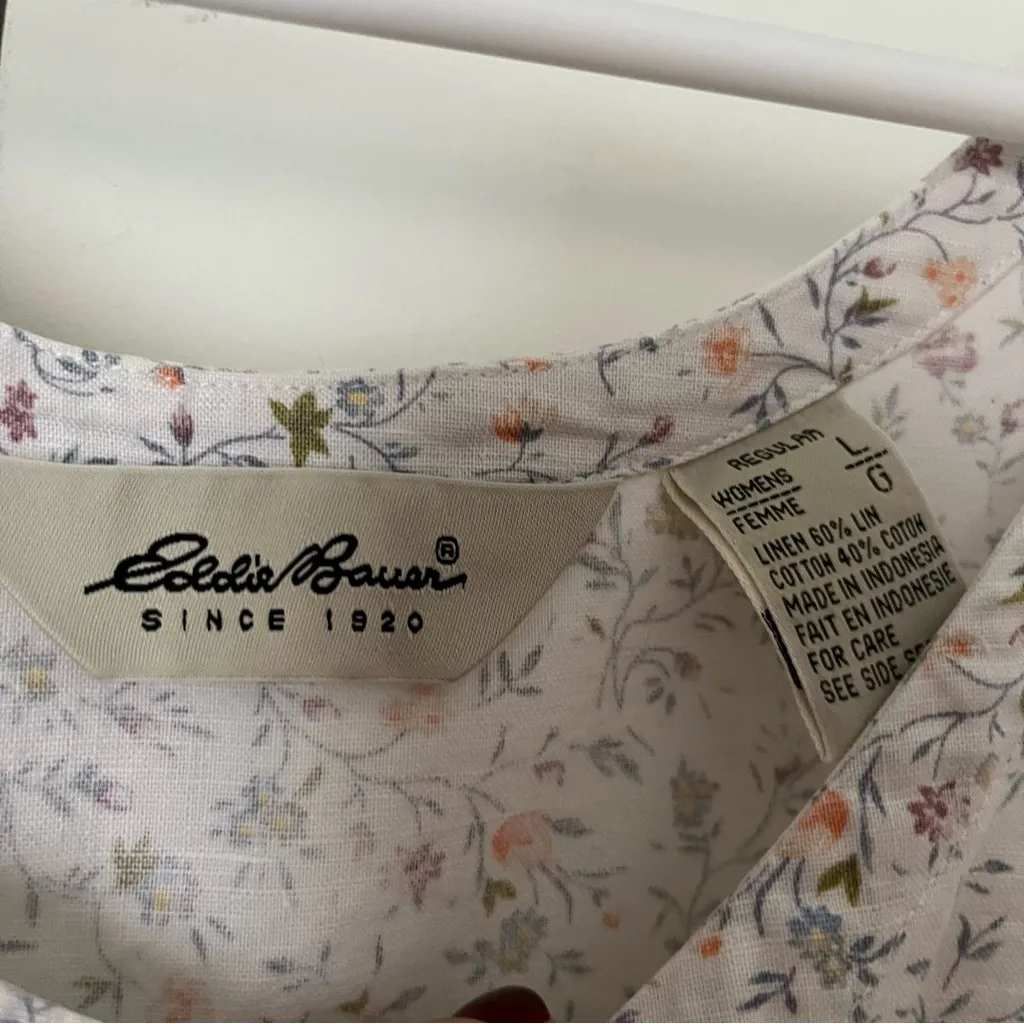 Eddie Bauer®
SINCE 1920
REGULAR L
WOMENS G
FEMME
LINEN 60% LIN
COTTON 40% COTON
MADE IN INDONESIA
FAIT EN INDONESIE
FOR CARE
SEE SIDE